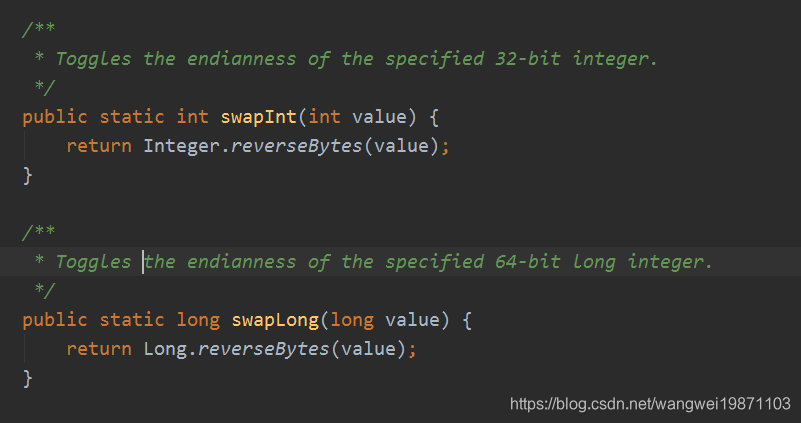 /**
 * Toggles the endianness of the specified 32-bit integer.
 */
public static int swapInt(int value) {
    return Integer.reverseBytes(value);
}

/**
 * Toggles the endianness of the specified 64-bit long integer.
 */
public static long swapLong(long value) {
    return Long.reverseBytes(value);
}
https://blog.csdn.net/wangwei19871103